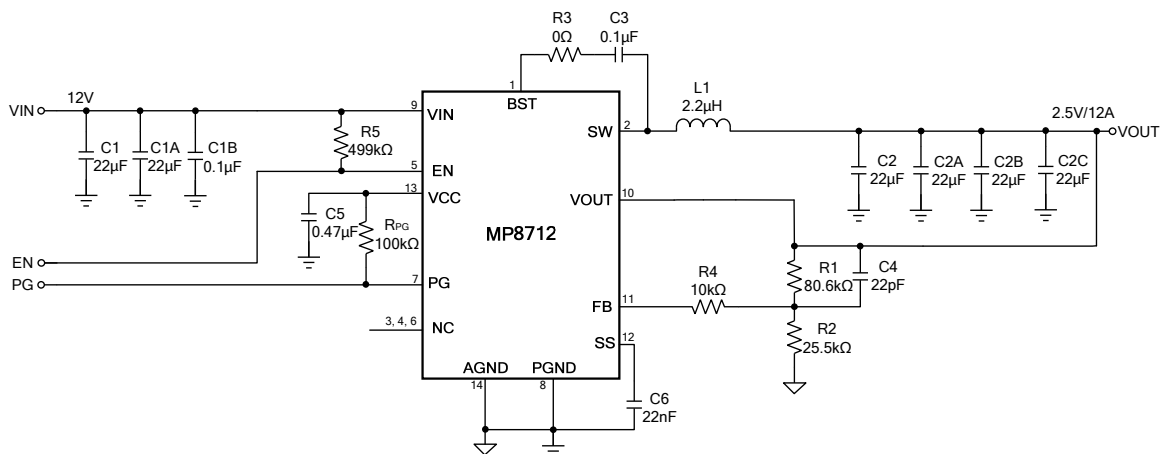 R3
0Ω
C3
0.1µF
1
BST
VIN
12V
9
VIN
C1
22µF
C1A
22µF
C1B
0.1µF
R5
499kΩ
5
EN
13
VCC
C5
0.47µF
RPG
100kΩ
EN
PG
7
PG
3, 4, 6
NC
MP8712
SW
2
L1
2.2µH
2.5V/12A
VOUT
C2
22µF
C2A
22µF
C2B
22µF
C2C
22µF
VOUT
10
R1
80.6kΩ
C4
22pF
R4
10kΩ
FB
11
R2
25.5kΩ
SS
12
AGND
14
PGND
8
C6
22nF